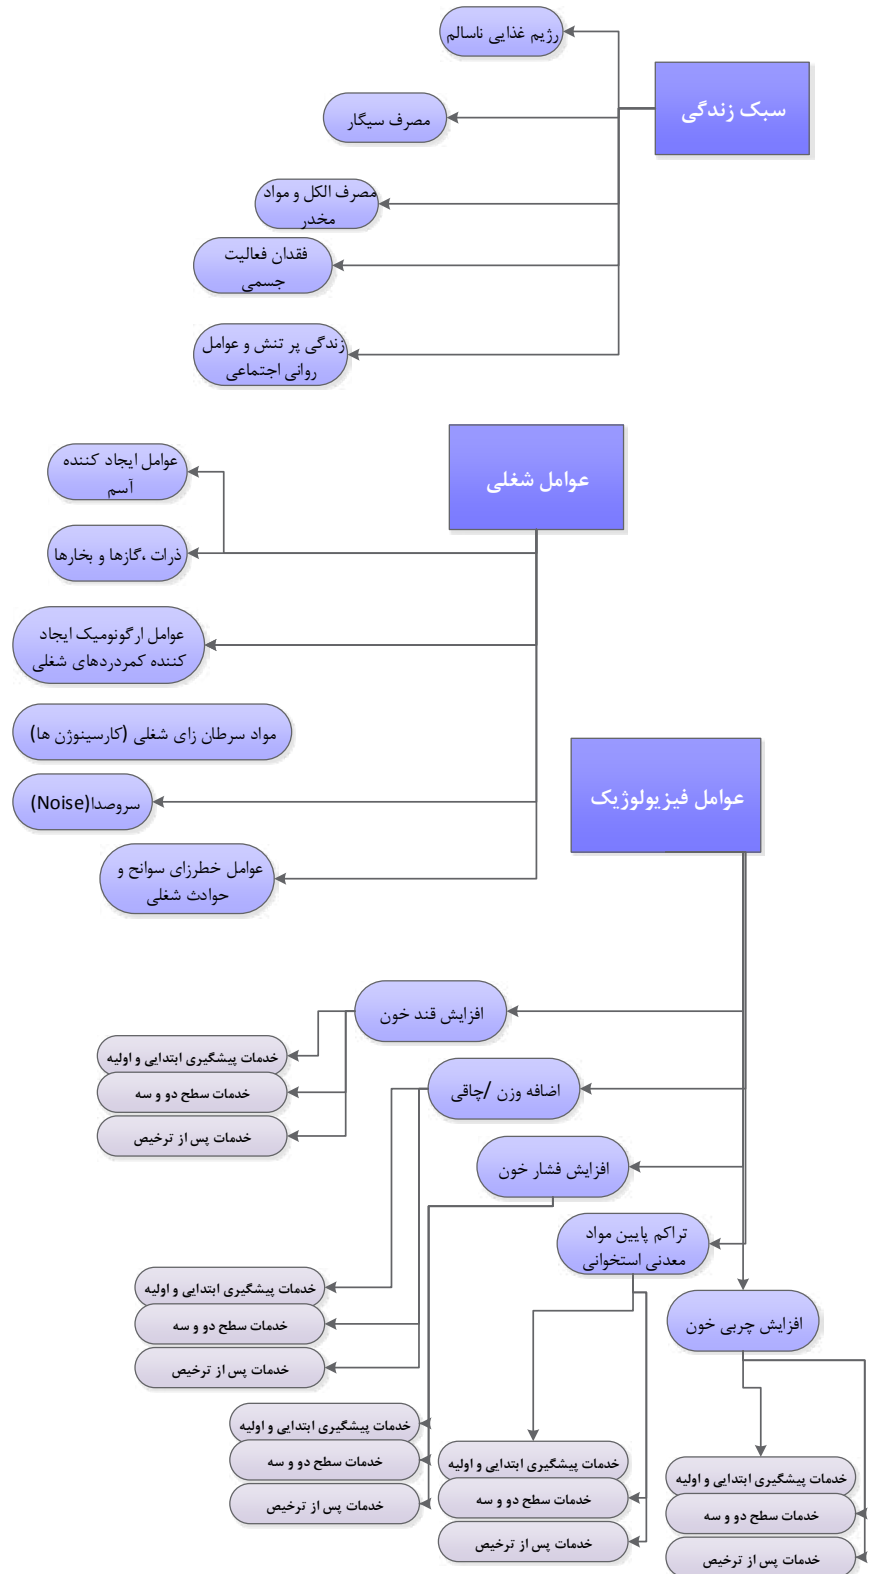 رژیم غذایی ناسالم
سبک زندگی
مصرف سیگار
مصرف الکل و مواد
مخدر
فقدان فعالیت
جسمی
زندگی پر تنش و عوامل
روانی اجتماعی
عوامل شغلی
عوامل ایجاد کننده
آسم
ذرات ،گازها و بخارها
عوامل ارگونومیک ایجاد
کننده کمردردهای شغلی
مواد سرطان زای شغلی (کارسینوژن ها)
سروصدا(Noise)
عوامل خطرزای سوانح و
حوادث شغلی
عوامل فیزیولوژیک
افزایش قند خون
خدمات پیشگیری ابتدایی و اولیه
خدمات سطح دو و سه
خدمات پس از ترخیص
اضافه وزن /چاقی
خدمات پیشگیری ابتدایی و اولیه
خدمات سطح دو و سه
خدمات پس از ترخیص
افزایش فشار خون
خدمات پیشگیری ابتدایی و اولیه
خدمات سطح دو و سه
خدمات پس از ترخیص
تراکم پایین مواد
معدنی استخوانی
خدمات پیشگیری ابتدایی و اولیه
خدمات سطح دو و سه
خدمات پس از ترخیص
افزایش چربی خون
خدمات پیشگیری ابتدایی و اولیه
خدمات سطح دو و سه
خدمات پس از ترخیص